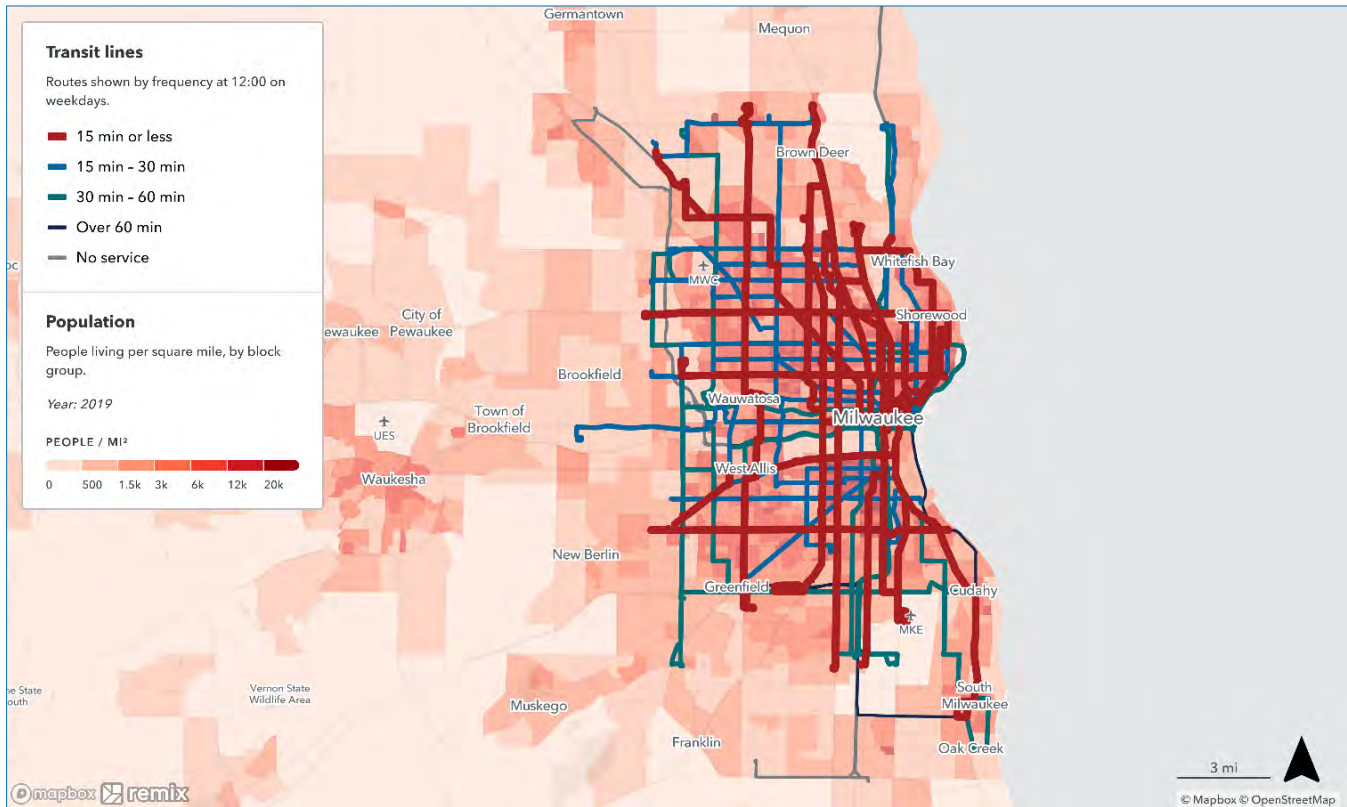 Transit lines
Routes shown by frequency at 12:00 on
weekdays.
15 min or less
15 min – 30 min
30 min – 60 min
Over 60 min
No service
Population
People living per square mile, by block
group.
Year: 2019
PEOPLE / MI²
0 500 1.5k 3k 6k 12k 20k
Germantown
Mequon
Brown Deer
Whitefish Bay
MWC
Shorewood
City of
Pewaukee
ewaukee
oc
Brookfield
Wauwatosa
Town of
Brookfield
Milwaukee
UES
West Allis
Waukesha
New Berlin
Greenfield
Cudahy
MKE
Vernon State
Wildlife Area
ne State
outh
Muskego
South
Milwaukee
Franklin
Oak Creek
3 mi
mapbox remix
© Mapbox © OpenStreetMap